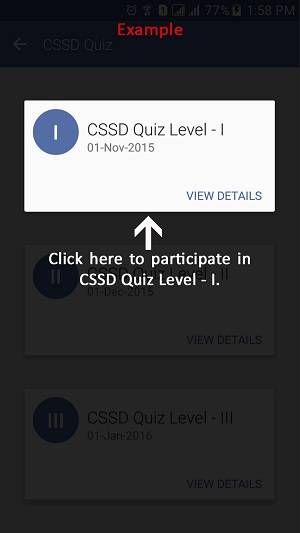 77% 1:58 PM
Example
CSSD Quiz
I
CSSD Quiz Level - I
01-Nov-2015
VIEW DETAILS
Click here to participate in
CSSD Quiz Level - I.
II
CSSD Quiz Level - II
01-Dec-2015
VIEW DETAILS
III
CSSD Quiz Level - III
01-Jan-2016
VIEW DETAILS